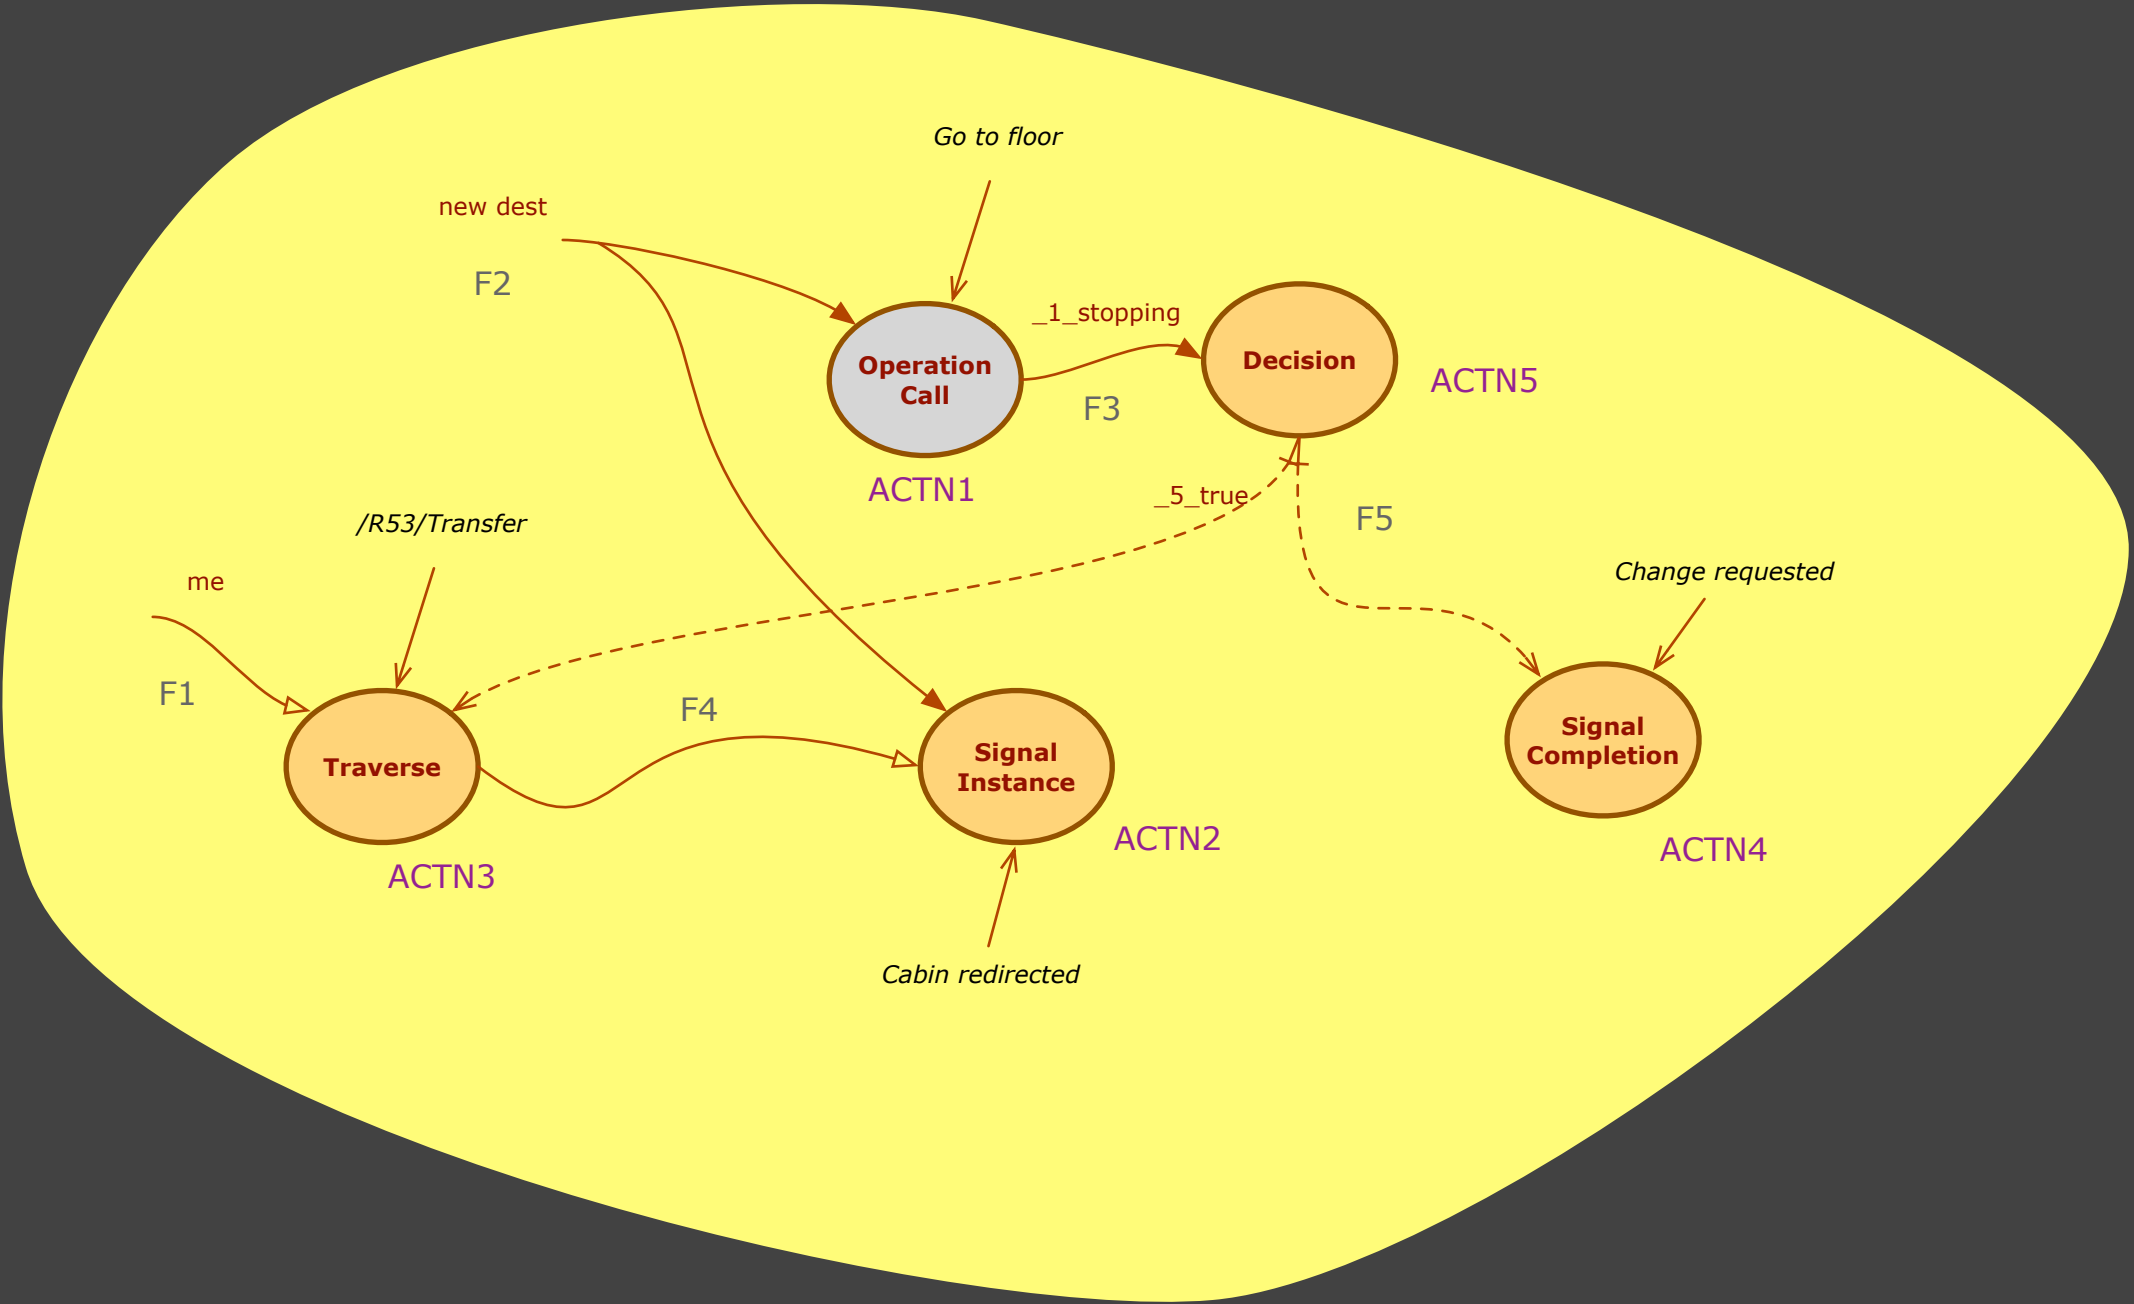 Go to floor
new dest
F2
_1_stopping
Operation
Call
Decision
F3
ACTN5
ACTN1
_5_true
F5
/R53/Transfer
me
Change requested
F1
F4
Traverse
Signal
Instance
Signal
Completion
ACTN2
ACTN4
ACTN3
Cabin redirected